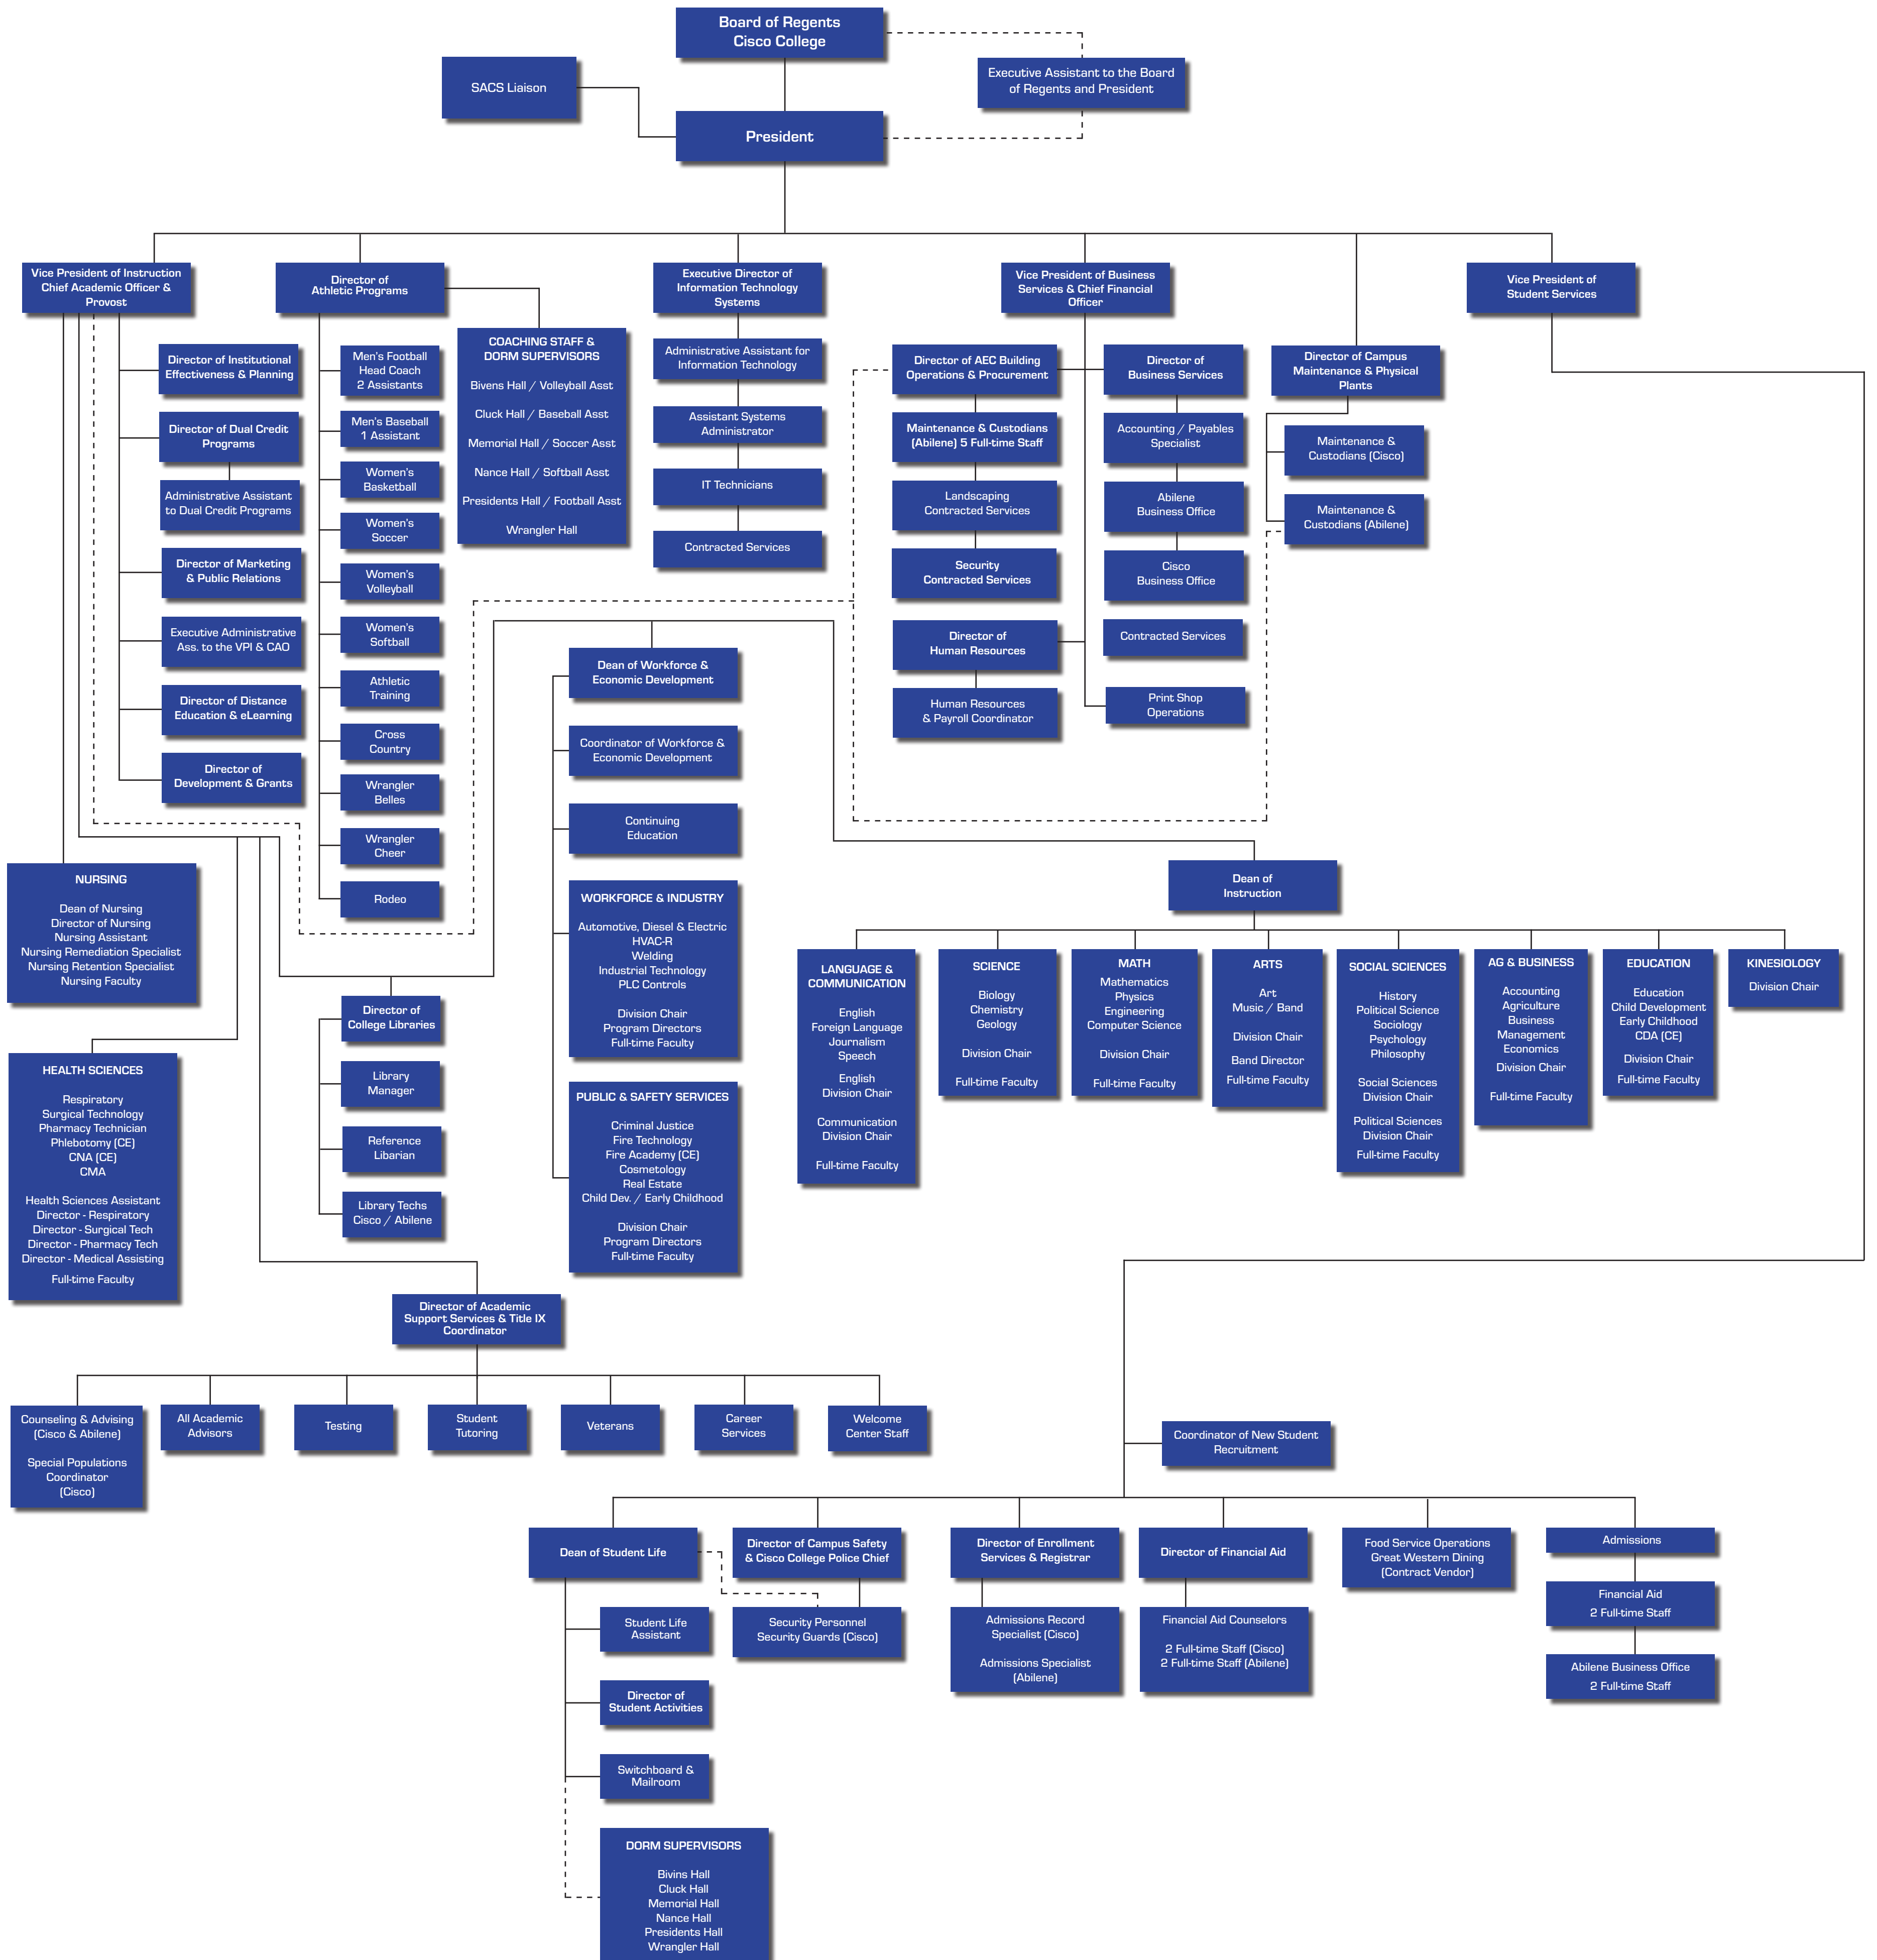 Board of Regents
Cisco College
Executive Assistant to the Board
of Regents and President
SACS Liaison
President
Vice President of Instruction
Chief Academic Officer &
Provost
Director of
Athletic Programs
Executive Director of
Information Technology
Systems
Vice President of Business
Services & Chief Financial
Officer
Vice President of
Student Services
Director of Institutional
Effectiveness & Planning
Director of Dual Credit
Programs
Administrative Assistant
to Dual Credit Programs
Director of Marketing
& Public Relations
Executive Administrative
Ass. to the VPI & CAO
Director of Distance
Education & eLearning
Director of
Development & Grants
Men's Football
Head Coach
2 Assistants
Men's Baseball
1 Assistant
Women's
Basketball
Women's
Soccer
Women's
Volleyball
Women's
Softball
Athletic
Training
Cross
Country
Wrangler
Belles
Wrangler
Cheer
Rodeo
COACHING STAFF &
DORM SUPERVISORS
Bivens Hall / Volleyball Asst
Cluck Hall / Baseball Asst
Memorial Hall / Soccer Asst
Nance Hall / Softball Asst
Presidents Hall / Football Asst
Wrangler Hall
Administrative Assistant for
Information Technology
Assistant Systems
Administrator
IT Technicians
Contracted Services
Director of AEC Building
Operations & Procurement
Maintenance & Custodians
(Abilene) 5 Full-time Staff
Landscaping
Contracted Services
Security
Contracted Services
Director of
Human Resources
Human Resources
& Payroll Coordinator
Director of
Business Services
Accounting / Payables
Specialist
Abilene
Business Office
Cisco
Business Office
Contracted Services
Print Shop
Operations
Director of Campus
Maintenance & Physical
Plants
Maintenance &
Custodians (Cisco)
Maintenance &
Custodians (Abilene)
Dean of Workforce &
Economic Development
Coordinator of Workforce &
Economic Development
Continuing
Education
WORKFORCE & INDUSTRY
Automotive, Diesel & Electric
HVAC-R
Welding
Industrial Technology
PLC Controls
Division Chair
Program Directors
Full-time Faculty
PUBLIC & SAFETY SERVICES
Criminal Justice
Fire Technology
Fire Academy (CE)
Cosmetology
Real Estate
Child Dev. / Early Childhood
Division Chair
Program Directors
Full-time Faculty
NURSING
Dean of Nursing
Director of Nursing
Nursing Assistant
Nursing Remediation Specialist
Nursing Retention Specialist
Nursing Faculty
HEALTH SCIENCES
Respiratory
Surgical Technology
Pharmacy Technician
Phlebotomy (CE)
CNA (CE)
CMA
Health Sciences Assistant
Director - Respiratory
Director - Surgical Tech
Director - Pharmacy Tech
Director - Medical Assisting
Full-time Faculty
Director of
College Libraries
Library
Manager
Reference
Libarian
Library Techs
Cisco / Abilene
Dean of
Instruction
LANGUAGE &
COMMUNICATION
English
Foreign Language
Journalism
Speech
English
Division Chair
Communication
Division Chair
Full-time Faculty
SCIENCE
Biology
Chemistry
Geology
Division Chair
Full-time Faculty
MATH
Mathematics
Physics
Engineering
Computer Science
Division Chair
Full-time Faculty
ARTS
Art
Music / Band
Division Chair
Band Director
Full-time Faculty
SOCIAL SCIENCES
History
Political Science
Sociology
Psychology
Philosophy
Social Sciences
Division Chair
Political Sciences
Division Chair
Full-time Faculty
AG & BUSINESS
Accounting
Agriculture
Business
Management
Economics
Division Chair
Full-time Faculty
EDUCATION
Education
Child Development
Early Childhood
CDA (CE)
Division Chair
Full-time Faculty
KINESIOLOGY
Division Chair
Director of Academic
Support Services & Title IX
Coordinator
Counseling & Advising
(Cisco & Abilene)
Special Populations
Coordinator
(Cisco)
All Academic
Advisors
Testing
Student
Tutoring
Veterans
Career
Services
Welcome
Center Staff
Coordinator of New Student
Recruitment
Dean of Student Life
Director of Campus Safety
& Cisco College Police Chief
Director of Enrollment
Services & Registrar
Director of Financial Aid
Food Service Operations
Great Western Dining
(Contract Vendor)
Admissions
Student Life
Assistant
Director of
Student Activities
Switchboard &
Mailroom
DORM SUPERVISORS
Bivins Hall
Cluck Hall
Memorial Hall
Nance Hall
Presidents Hall
Wrangler Hall
Security Personnel
Security Guards (Cisco)
Admissions Record
Specialist (Cisco)
Admissions Specialist
(Abilene)
Financial Aid Counselors
2 Full-time Staff (Cisco)
2 Full-time Staff (Abilene)
Financial Aid
2 Full-time Staff
Abilene Business Office
2 Full-time Staff